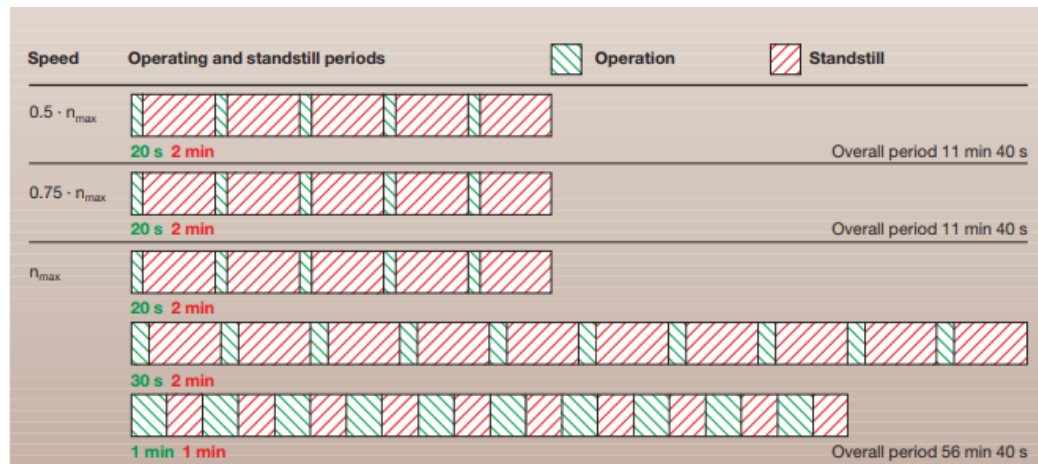 Speed Operating and standstill periods Operation Standstill
0.5 · nmax
20 s 2 min Overall period 11 min 40 s
0.75 · nmax
20 s 2 min Overall period 11 min 40 s
nmax
20 s 2 min
30 s 2 min
1 min 1 min Overall period 56 min 40 s